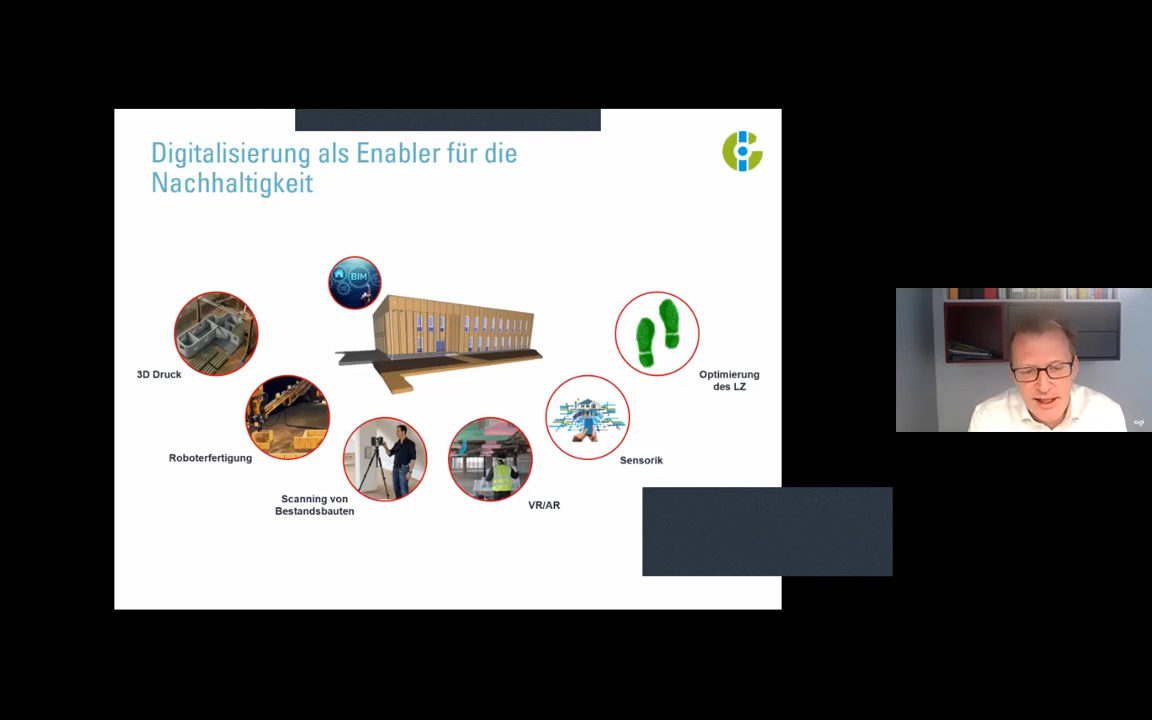 Digitalisierung als Enabler für die
Nachhaltigkeit
BIM
3D Druck
Optimierung
des LZ
Roboterfertigung
Sensorik
Scanning von
Bestandsbauten
VR/AR
logi